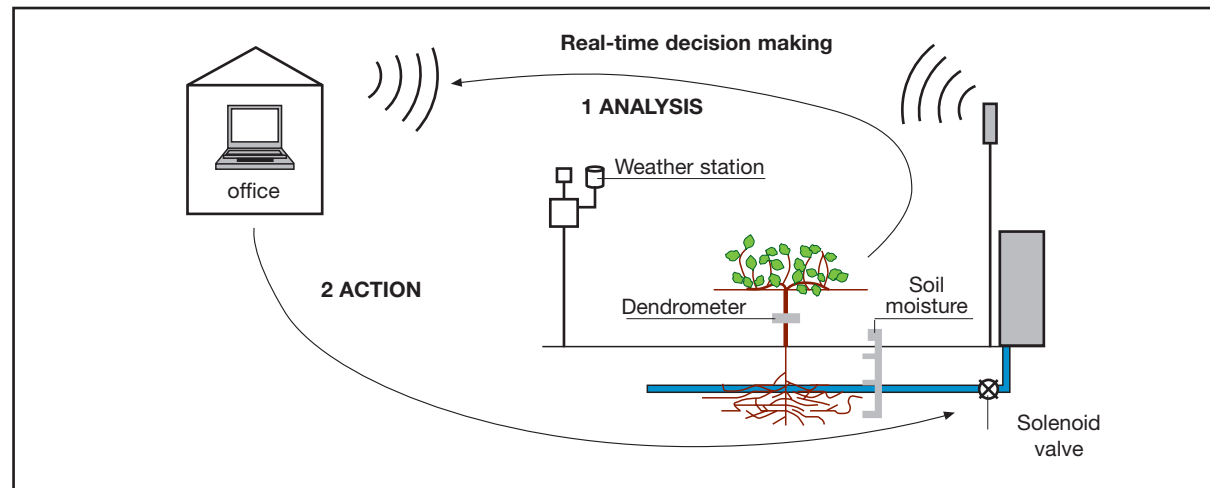 Real-time decision making
1 ANALYSIS
Weather station
office
2 ACTION
Dendrometer
Soil
moisture
Solenoid
valve